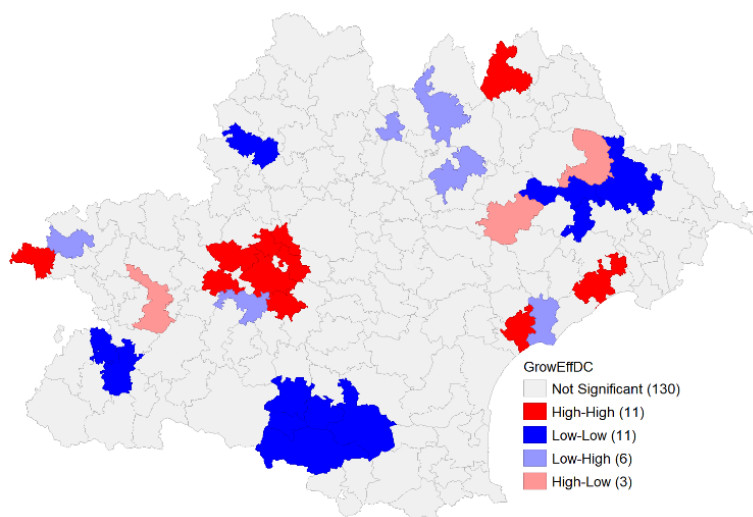 GrowEffDC
Not Significant (130)
High-High (11)
Low-Low (11)
Low-High (6)
High-Low (3)